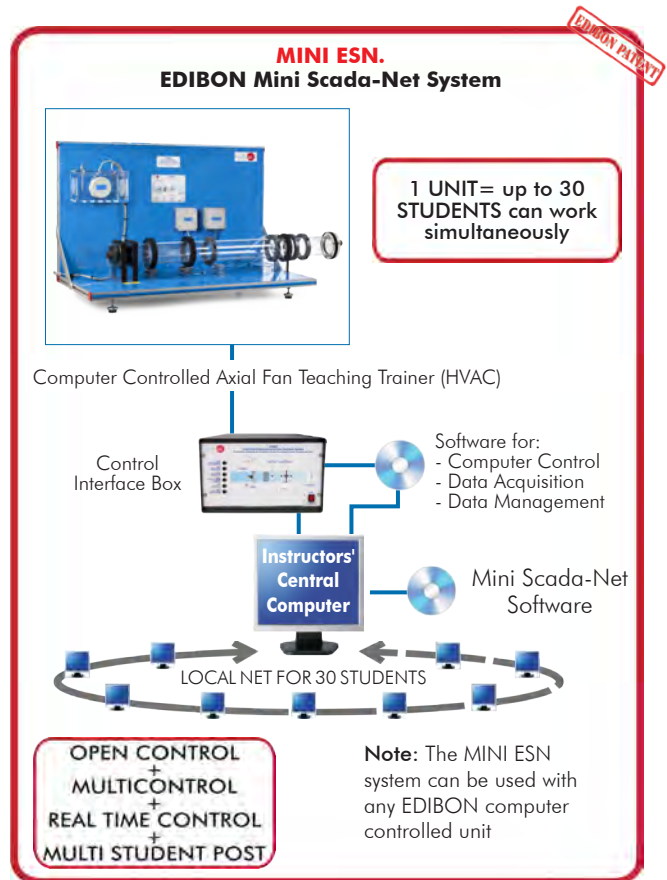 EDIBON PATENT
MINI ESN.
EDIBON Mini Scada-Net System
1 UNIT= up to 30
STUDENTS can work
simultaneously
Computer Controlled Axial Fan Teaching Trainer (HVAC)
Control
Interface Box
Software for:
- Computer Control
- Data Acquisition
- Data Management
Instructors'
Central
Computer
Mini Scada-Net
Software
LOCAL NET FOR 30 STUDENTS
OPEN CONTROL
+
MULTICONTROL
+
REAL TIME CONTROL
+
MULTI STUDENT POST
Note: The MINI ESN
system can be used with
any EDIBON computer
controlled unit